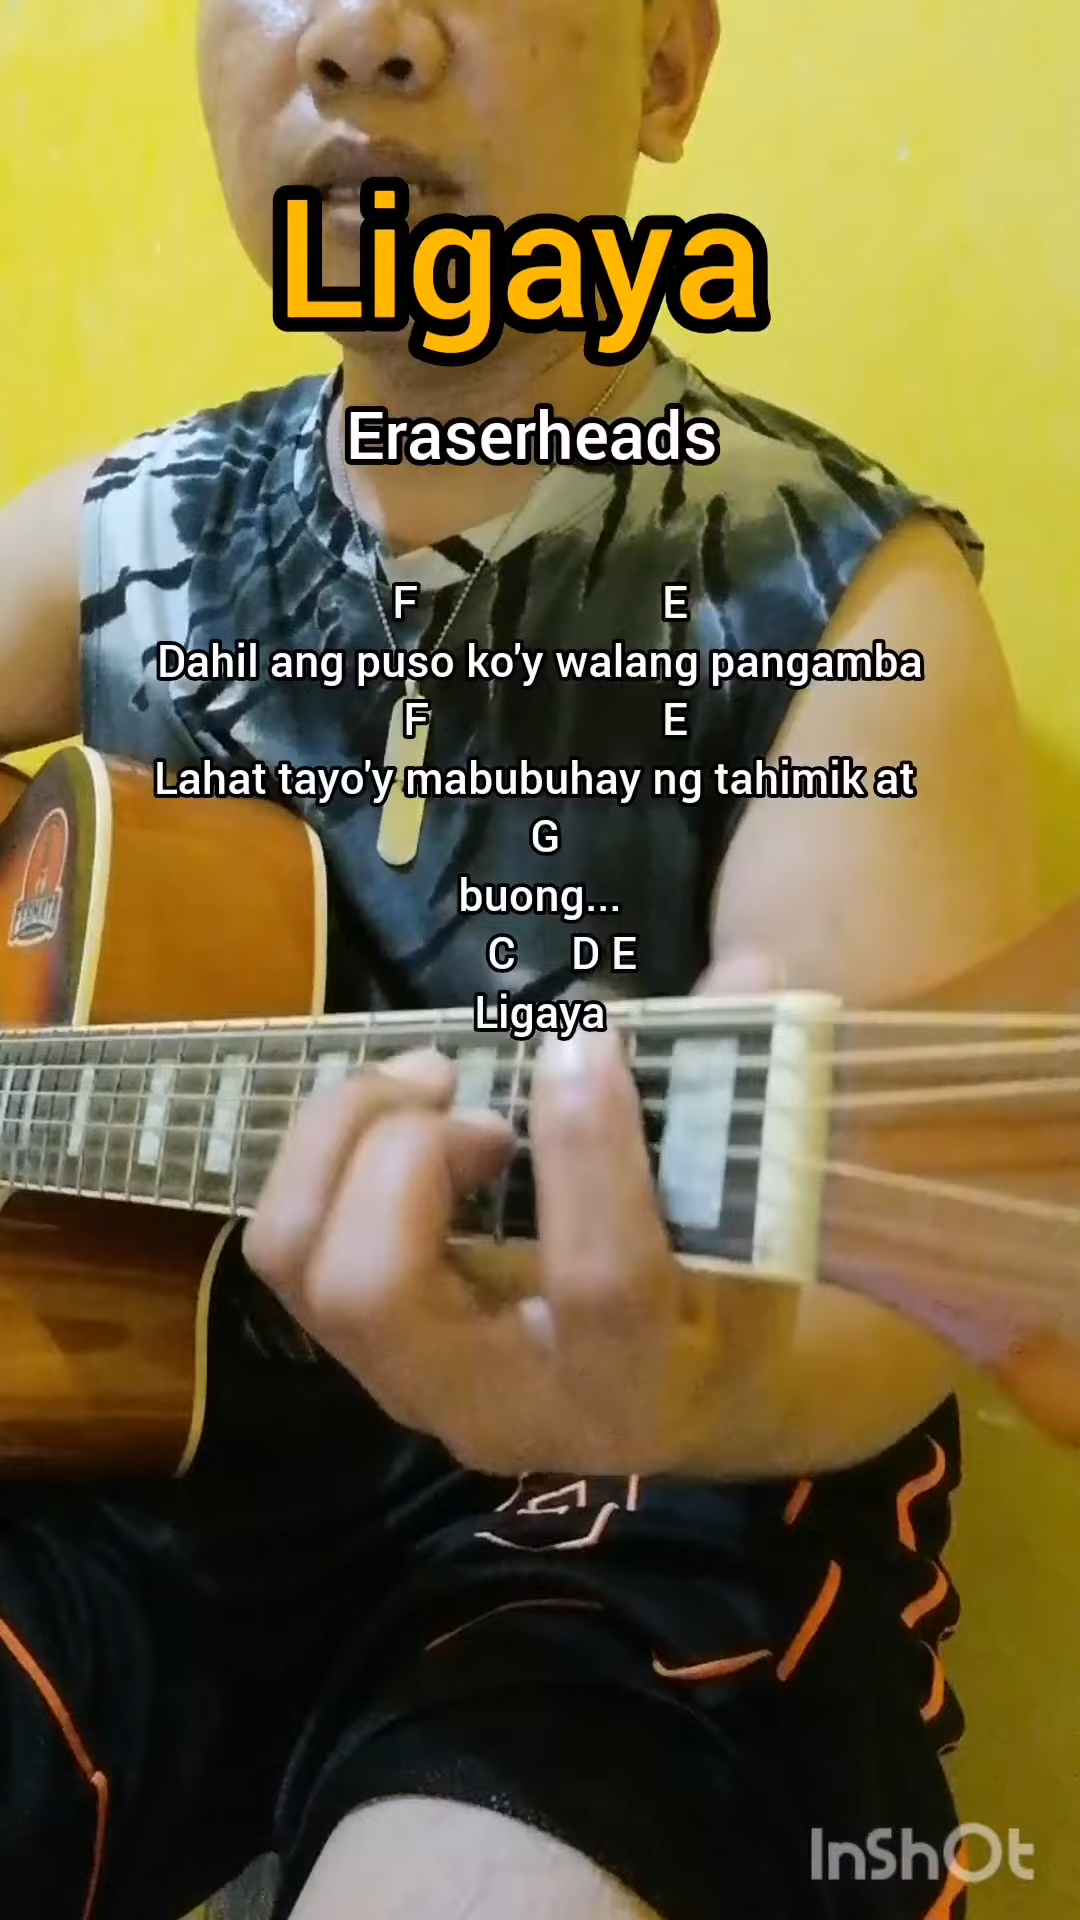 Ligaya
Eraserheads
F E
Dahil ang puso ko'y walang pangamba
F E
Lahat tayo'y mabubuhay ng tahimik at
G
buong...
C D E
Ligaya
InShOt